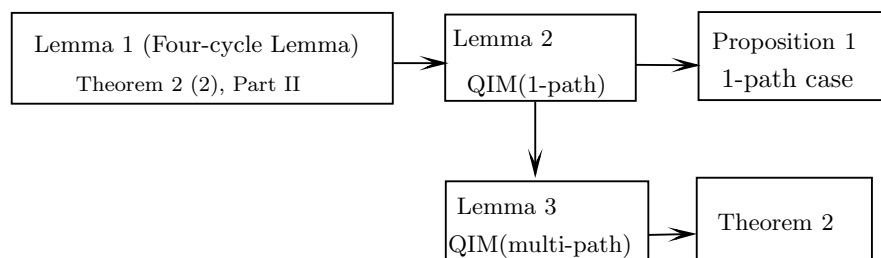 Lemma 1 (Four-cycle Lemma)
Theorem 2 (2), Part II
Lemma 2
QIM(1-path)
Proposition 1
1-path case
Lemma 3
QIM(multi-path)
Theorem 2